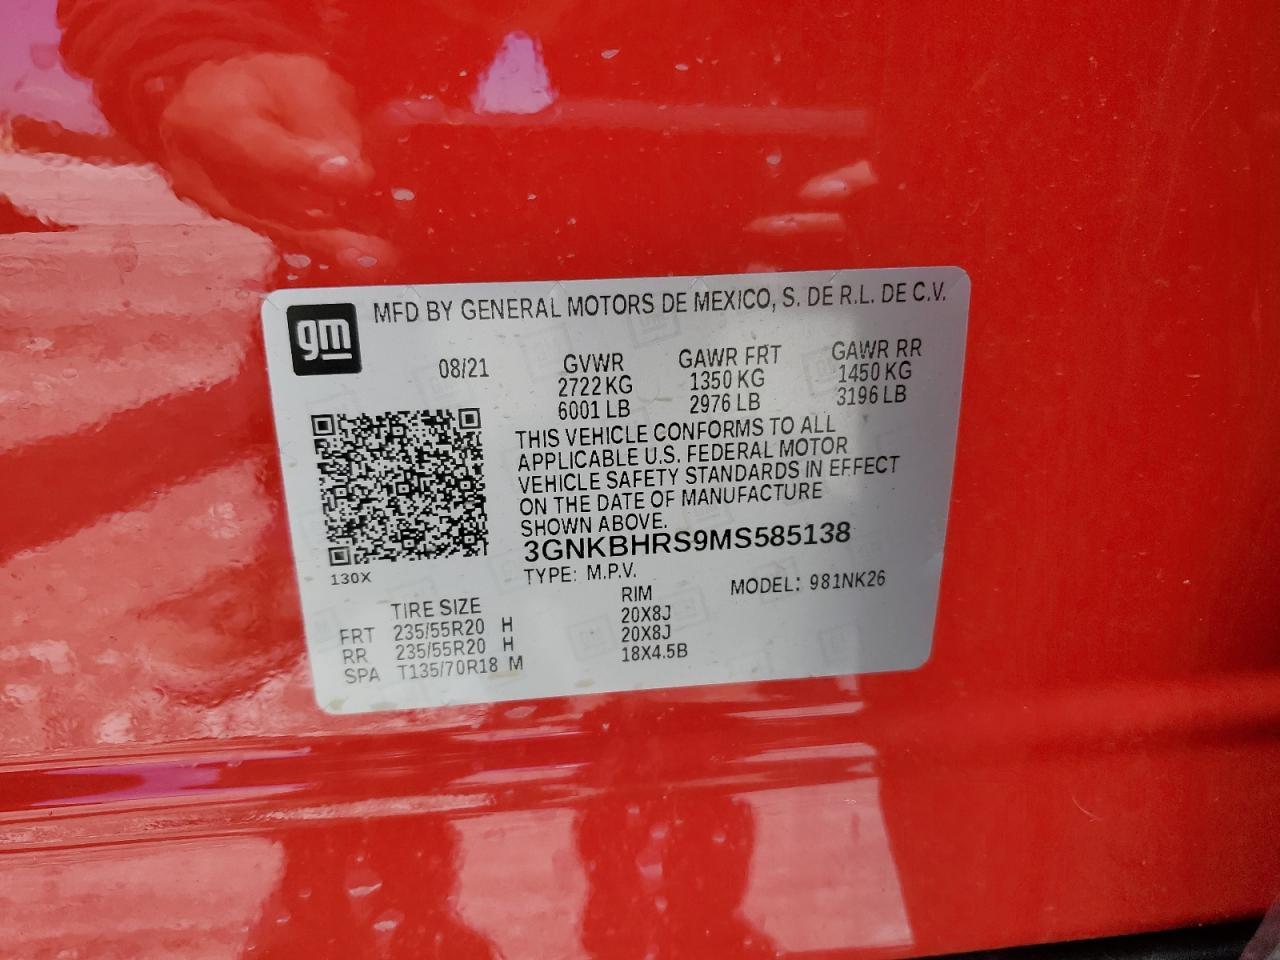 gm
MFD BY GENERAL MOTORS DE MEXICO, S. DE R.L. DE C.V.
08/21 GVWR GAWR FRT GAWR RR
2722 KG 1350 KG 1450 KG
6001 LB 2976 LB 3196 LB
THIS VEHICLE CONFORMS TO ALL
APPLICABLE U.S. FEDERAL MOTOR
VEHICLE SAFETY STANDARDS IN EFFECT
ON THE DATE OF MANUFACTURE
SHOWN ABOVE.
3GNKBHRS9MS585138
130X
TYPE: M.P.V. MODEL: 981NK26
TIRE SIZE RIM
FRT 235/55R20 H 20X8J
RR 235/55R20 H 20X8J
SPA T135/70R18 M 18X4.5B